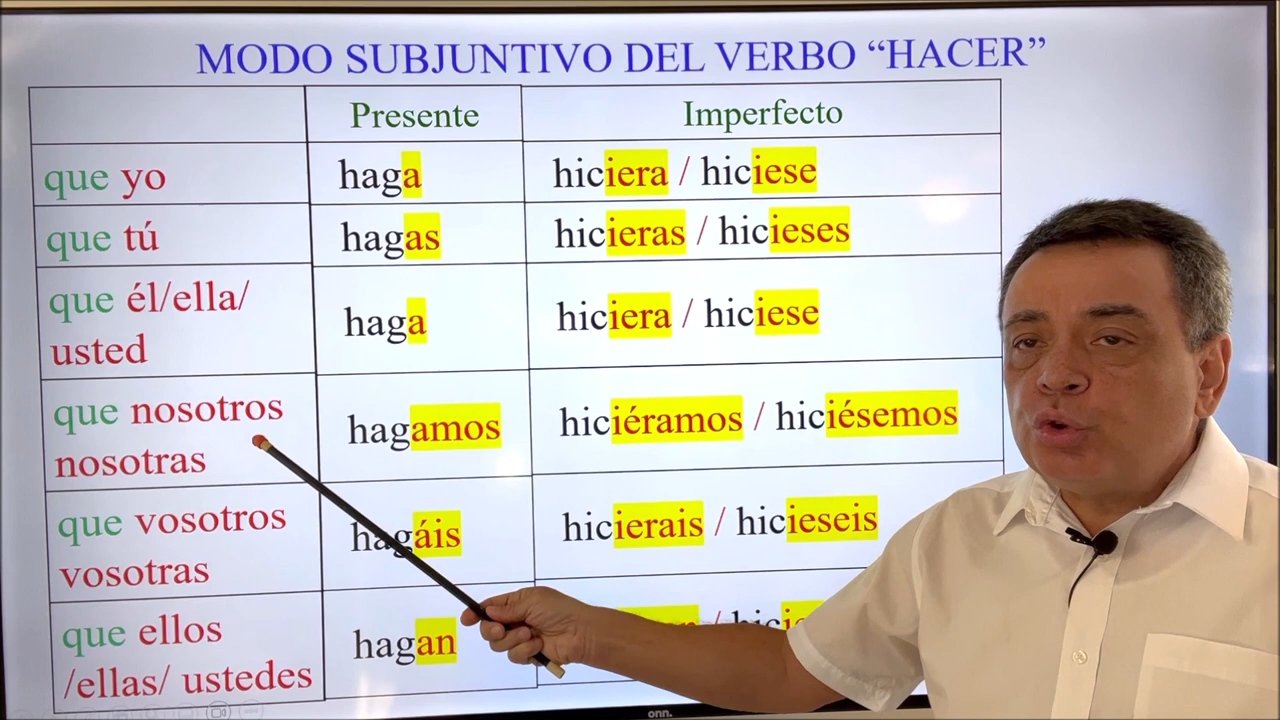 MODO SUBJUNTIVO DEL VERBO “HACER”
Presente Imperfecto
que yo haga hiciera / hiciese
que tú hagas hicieras / hicieses
que él/ella/
usted haga hiciera / hiciese
que nosotros
nosotras hagamos hiciéramos / hiciésemos
que vosotros
vosotras hagáis hicierais / hicieseis
que ellos
/ellas/ ustedes hagan /
onn.